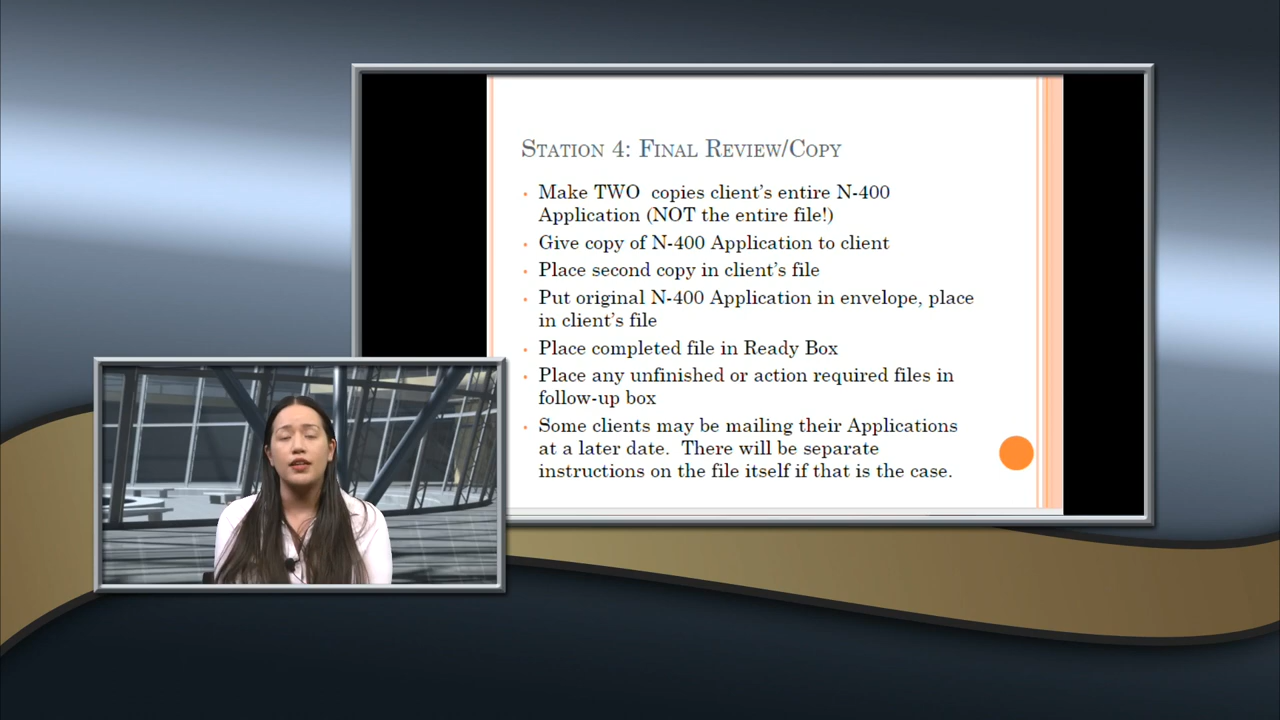 STATION 4: FINAL REVIEW/COPY
Make TWO copies client's entire N-400
Application (NOT the entire file!)
Give copy of N-400 Application to client
Place second copy in client's file
Put original N-400 Application in envelope, place
in client's file
Place completed file in Ready Box
Place any unfinished or action required files in
follow-up box
Some clients may be mailing their Applications
at a later date. There will be separate
instructions on the file itself if that is the case.